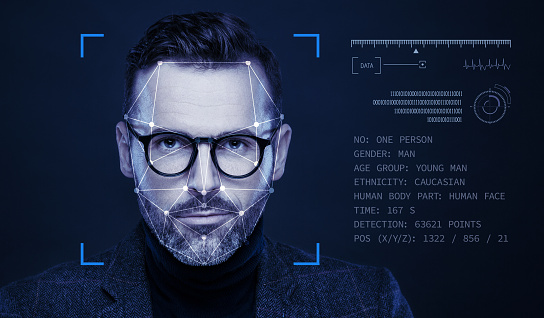 DATA
NO: ONE PERSON
GENDER: MAN
AGE GROUP: YOUNG MAN
ETHNICITY: CAUCASIAN
HUMAN BODY PART: HUMAN FACE
TIME: 167 S
DETECTION: 63621 POINTS
POS (X/Y/Z): 1322 / 856 / 21